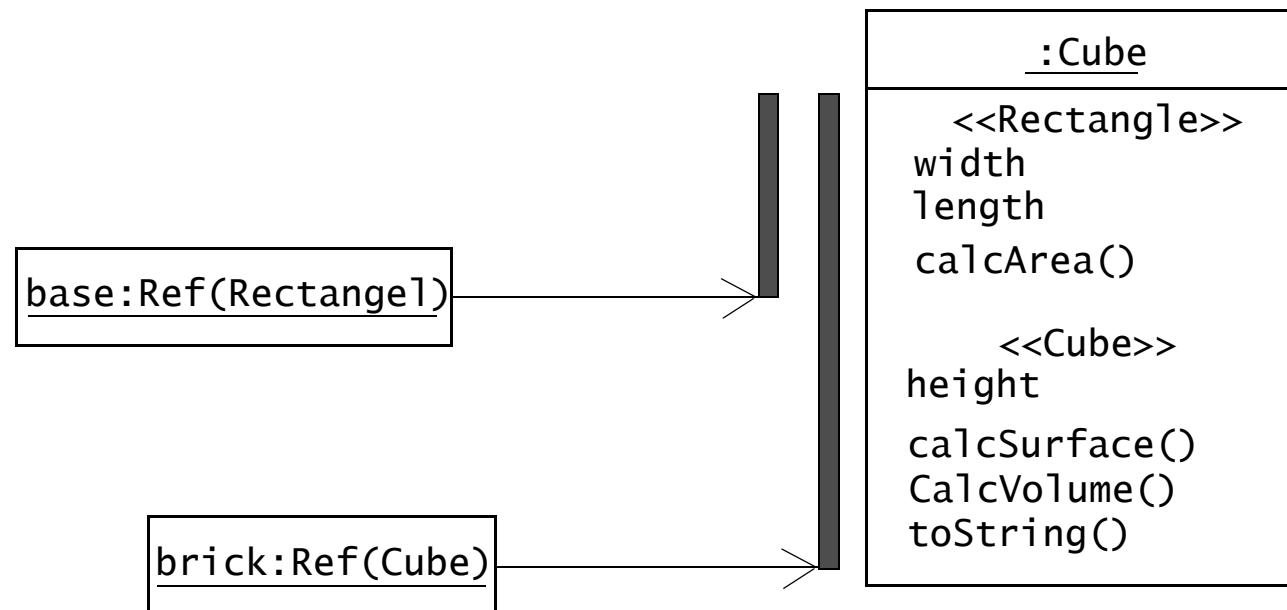 :Cube
<<Rectangle>>
width
length
calcArea()
base:Ref(Rectangel)
<<Cube>>
height
calcSurface()
CalcVolume()
toString()
brick:Ref(Cube)